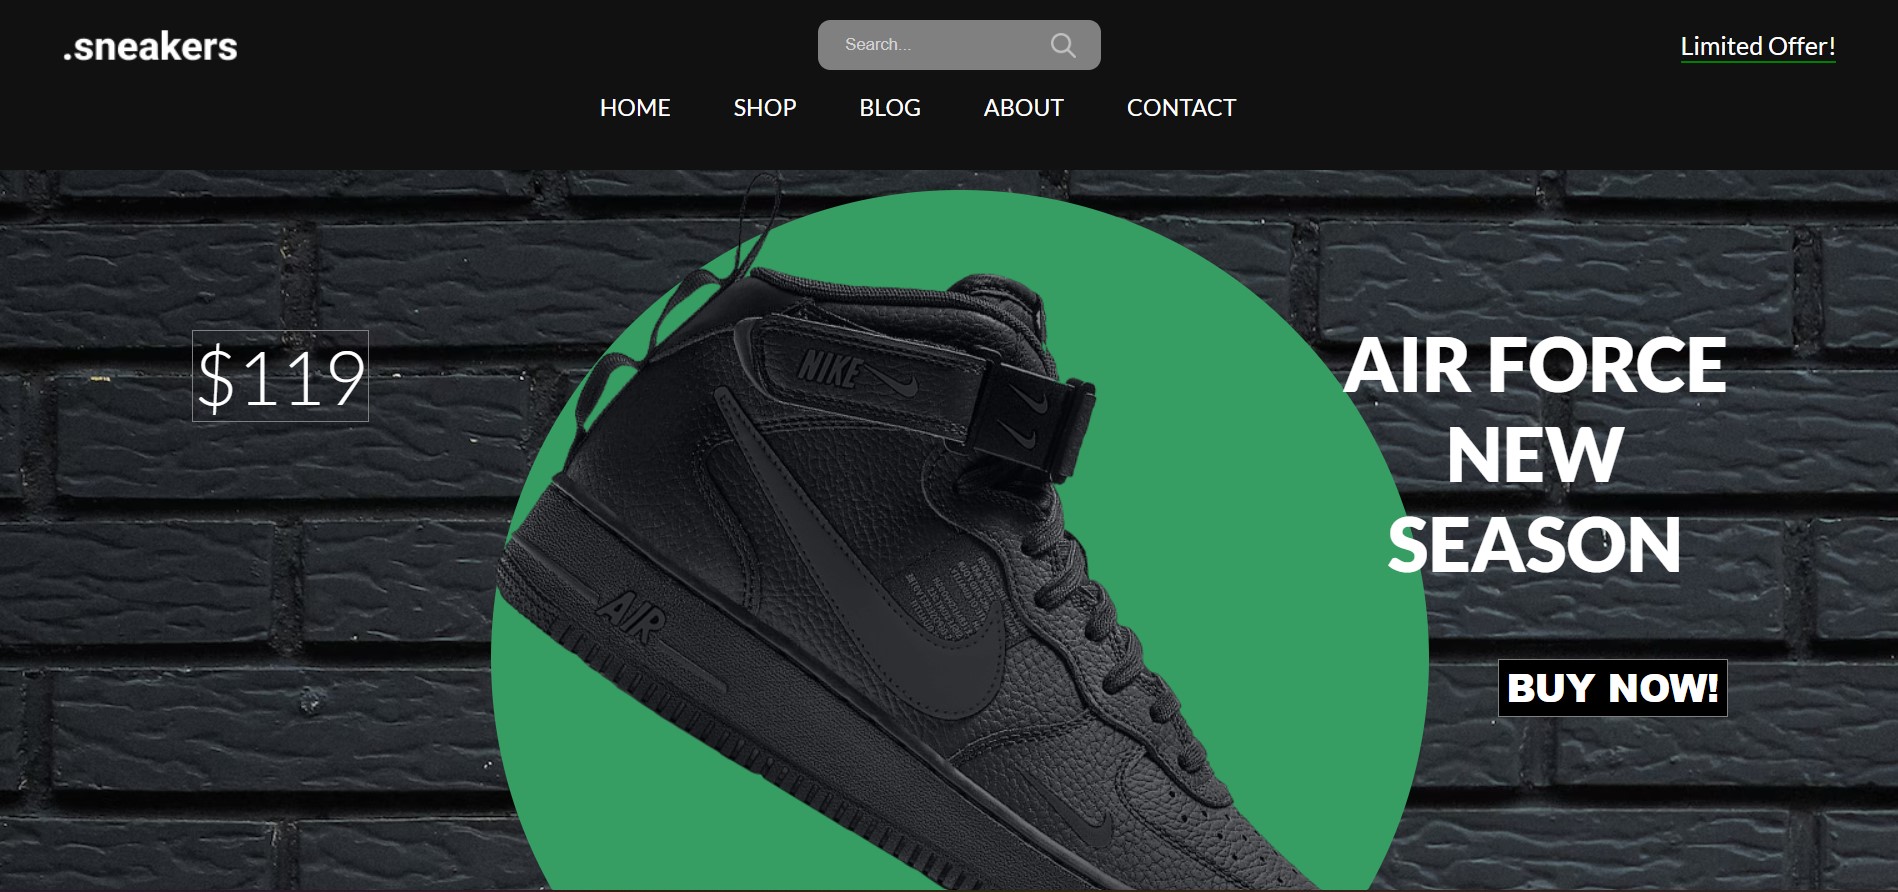 .sneakers
Search...
Limited Offer!
HOME SHOP BLOG ABOUT CONTACT
$119
AIR FORCE
NEW
SEASON
BUY NOW!
NIKE
AIR